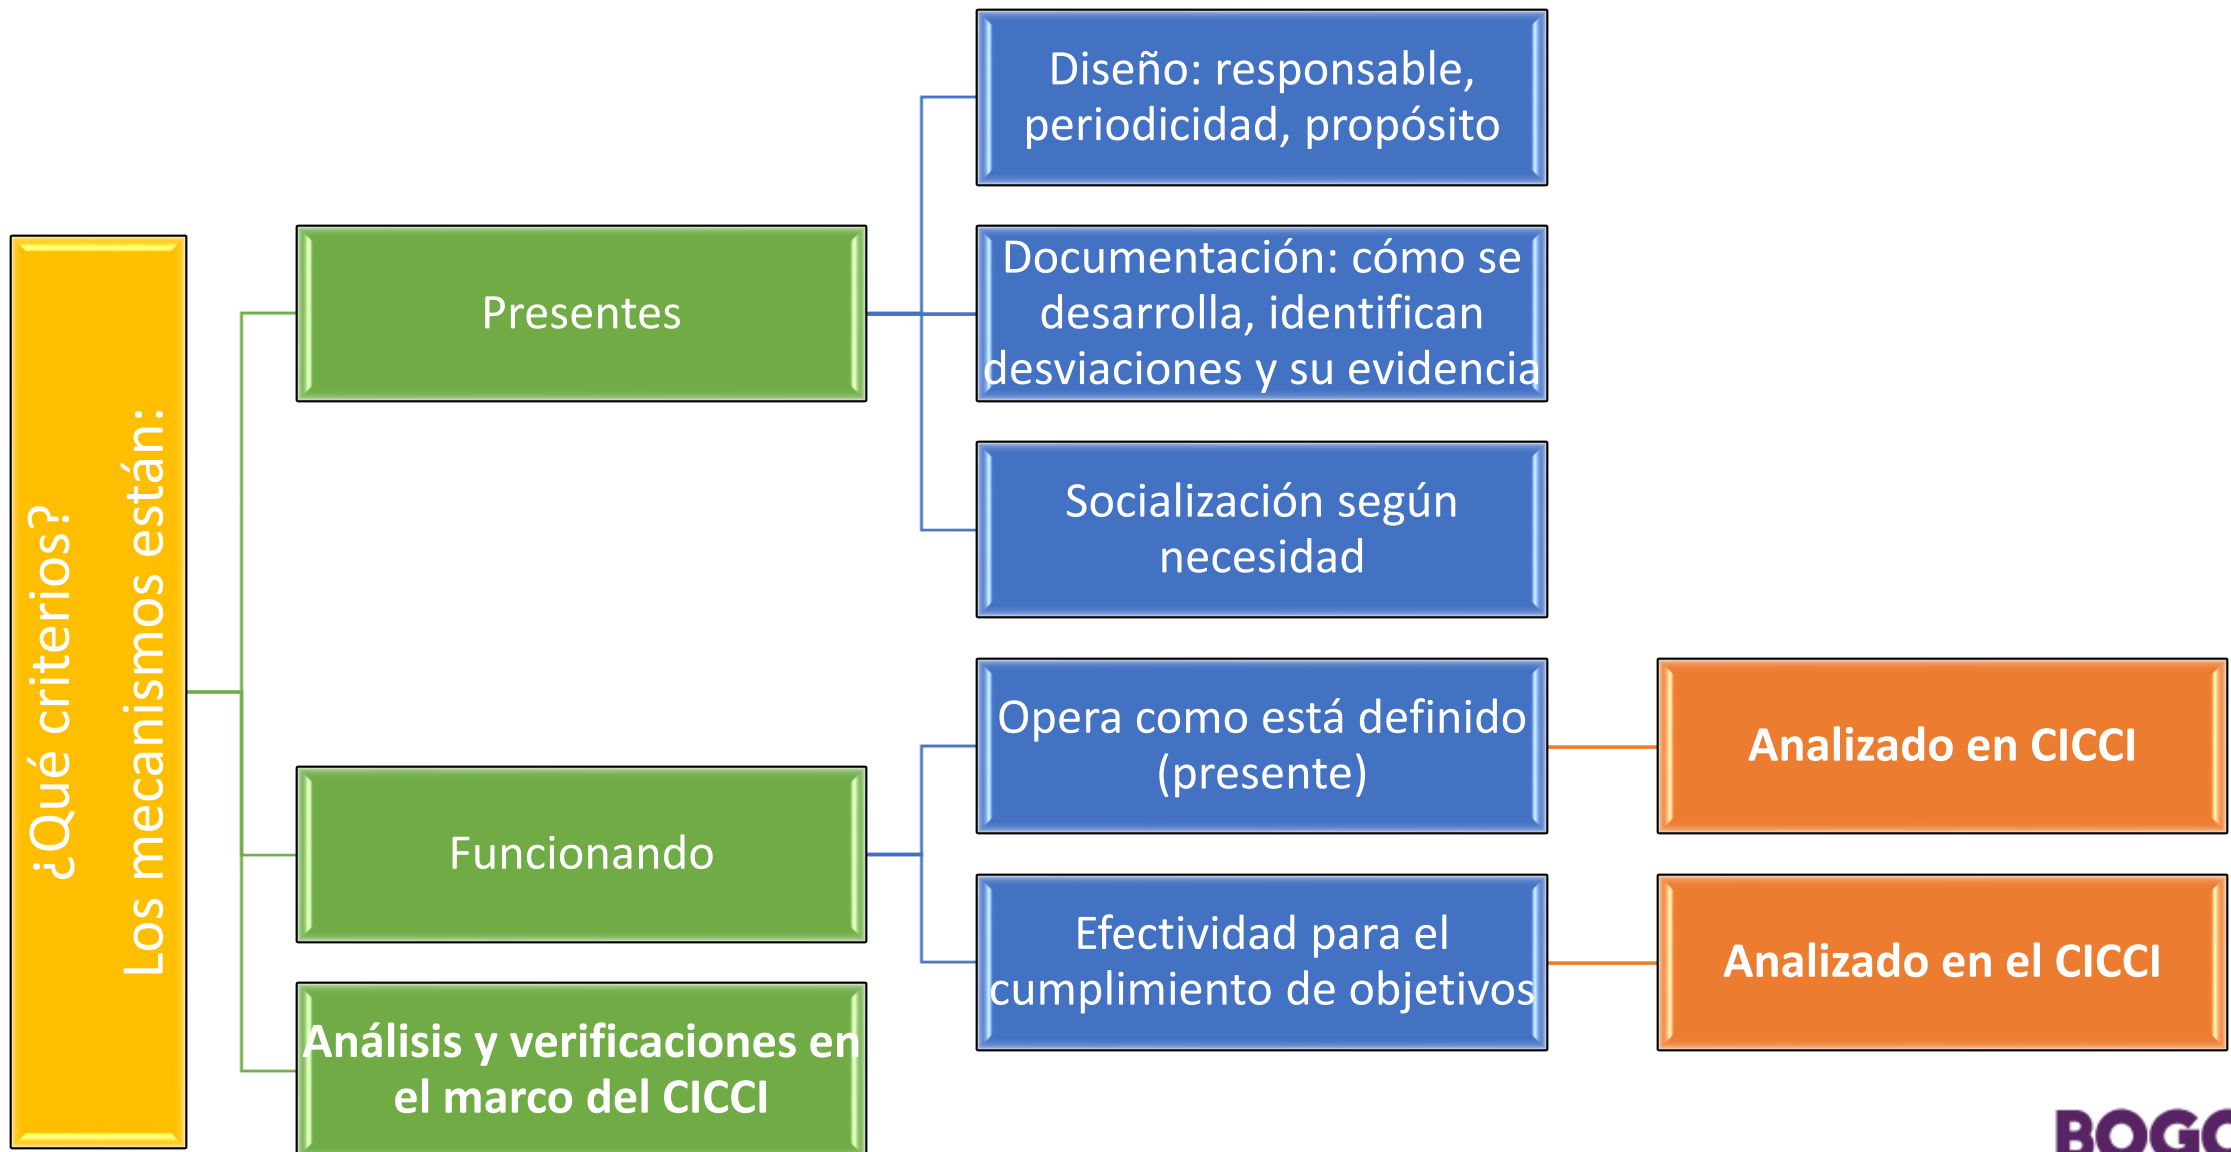 ¿Qué criterios?
Los mecanismos están:
Presentes
Diseño: responsable,
periodicidad, propósito
Documentación: cómo se
desarrolla, identifican
desviaciones y su evidencia
Socialización según
necesidad
Funcionando
Opera como está definido
(presente)
Analizado en CICCI
Efectividad para el
cumplimiento de objetivos
Analizado en el CICCI
Análisis y verificaciones en
el marco del CICCI